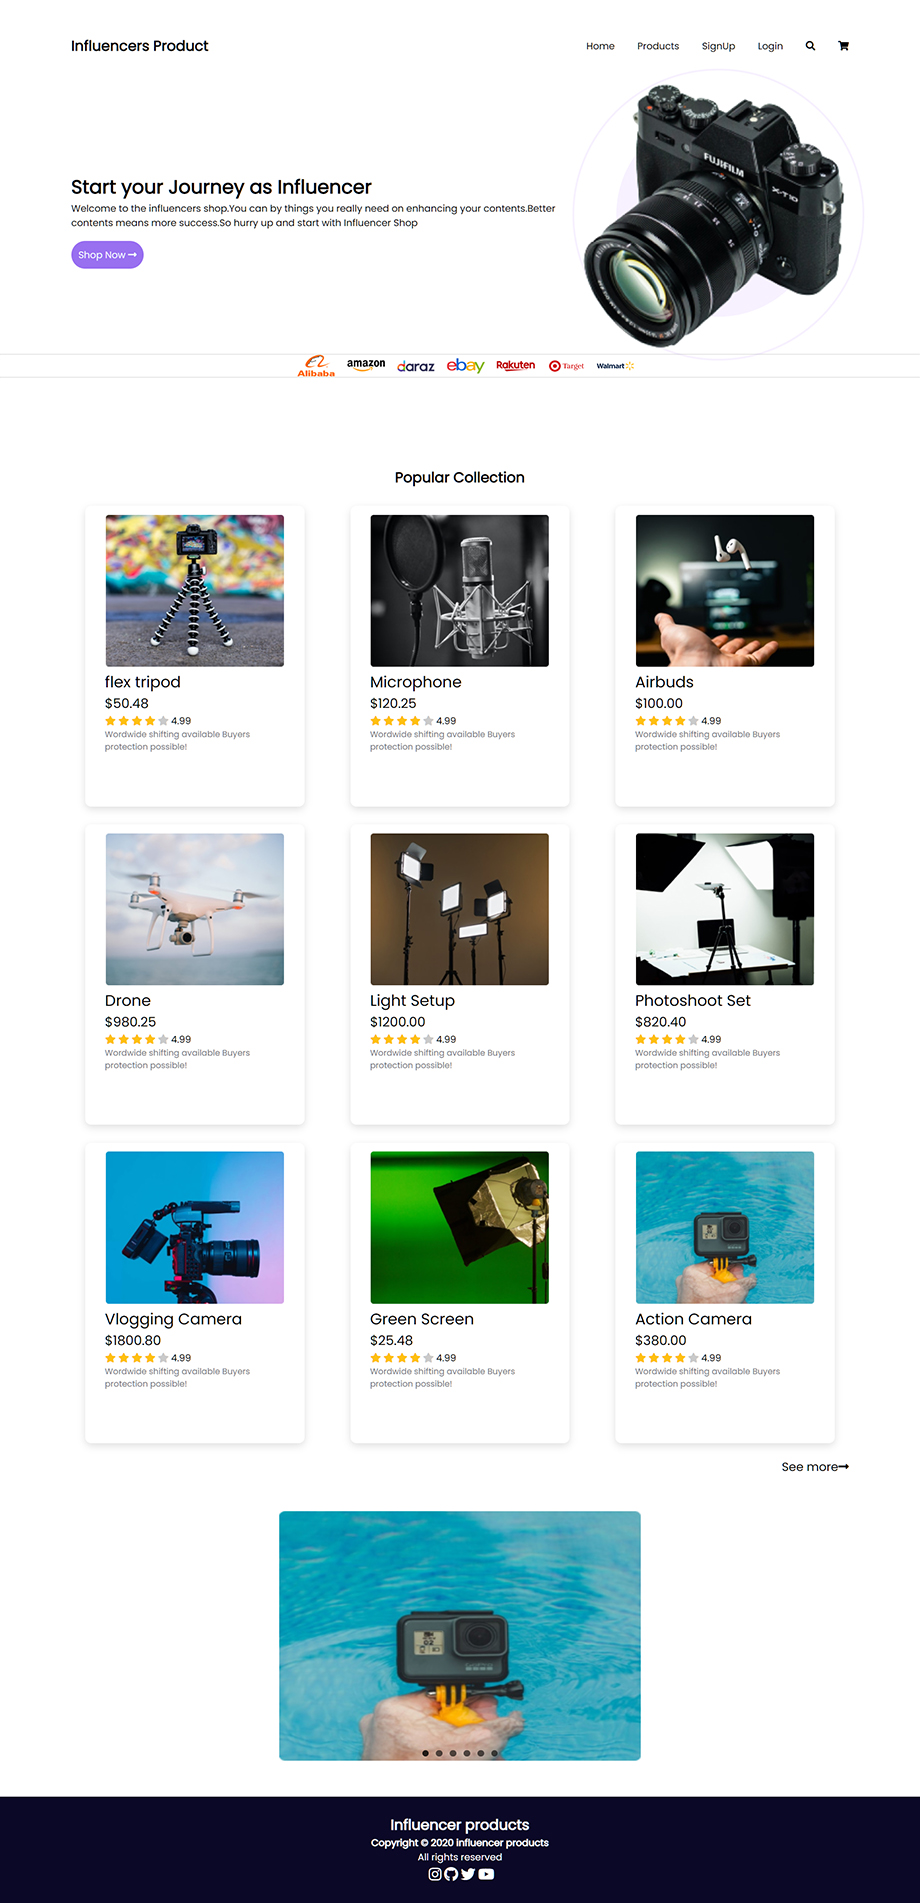 Influencers Product
Home
Products
SignUp
Login
FUJIFILM
X-T10
Start your Journey as Influencer
Welcome to the influencers shop.You can by things you really need on enhancing your contents.Better
contents means more success.So hurry up and start with Influencer Shop
Shop Now
Alibaba
amazon
daraz
ebay
Rakuten
Target
Walmart
Popular Collection
flex tripod
$50.48
4.99
Wordwide shifting available Buyers
protection possible!
Microphone
$120.25
4.99
Wordwide shifting available Buyers
protection possible!
Airbuds
$100.00
4.99
Wordwide shifting available Buyers
protection possible!
Drone
$980.25
4.99
Wordwide shifting available Buyers
protection possible!
Light Setup
$1200.00
4.99
Wordwide shifting available Buyers
protection possible!
Photoshoot Set
$820.40
4.99
Wordwide shifting available Buyers
protection possible!
Vlogging Camera
$1800.80
4.99
Wordwide shifting available Buyers
protection possible!
Green Screen
$25.48
4.99
Wordwide shifting available Buyers
protection possible!
Action Camera
$380.00
4.99
Wordwide shifting available Buyers
protection possible!
See more
Influencer products
Copyright © 2020 influencer products
All rights reserved